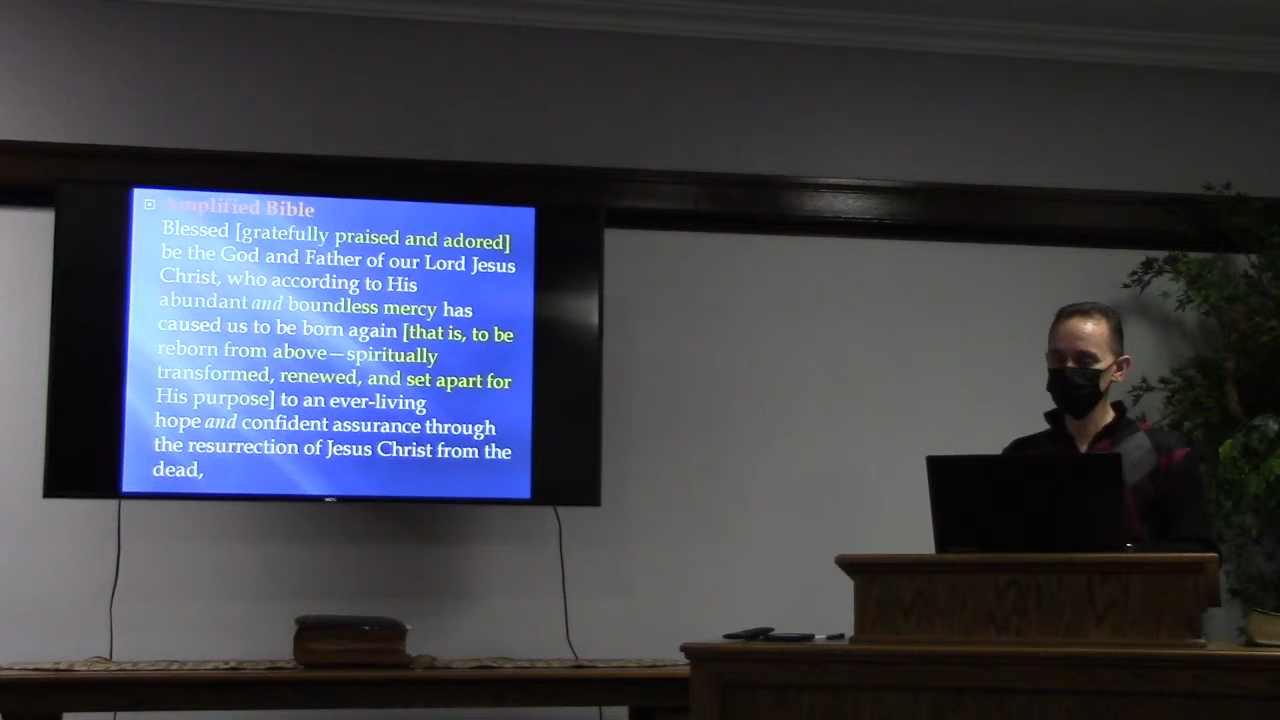 Amplified Bible
Blessed [gratefully praised and adored]
be the God and Father of our Lord Jesus
Christ, who according to His
abundant and boundless mercy has
caused us to be born again [that is, to be
reborn from above—spiritually
transformed, renewed, and set apart for
His purpose] to an ever-living
hope and confident assurance through
the resurrection of Jesus Christ from the
dead,